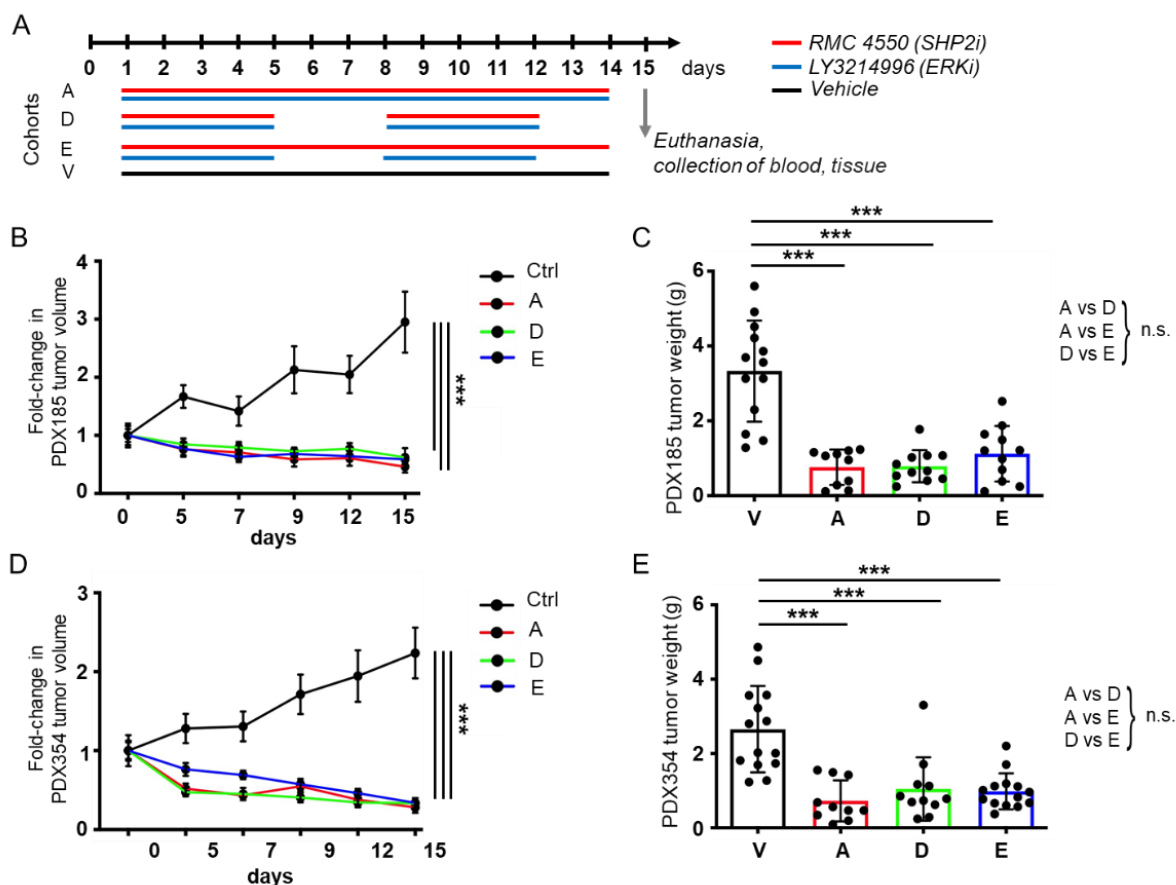 A
0 1 2 3 4 5 6 7 8 9 10 11 12 13 14 15 days
RMC 4550 (SHP2i)
LY3214996 (ERKi)
Vehicle
Cohorts
A
D
E
V
Euthanasia,
collection of blood, tissue
B
Fold-change in
PDX185 tumor volume
4
3
2
1
0
0 5 7 9 12 15
days
Ctrl
A
D
E
***
C
PDX185 tumor weight (g)
6
4
2
0
***
***
***
V A D E
A vs D
A vs E
D vs E
n.s.
D
Fold-change in
PDX354 tumor volume
3
2
1
0
0 5 7 9 12 15
days
Ctrl
A
D
E
***
E
PDX354 tumor weight (g)
6
4
2
0
***
***
***
V A D E
A vs D
A vs E
D vs E
n.s.